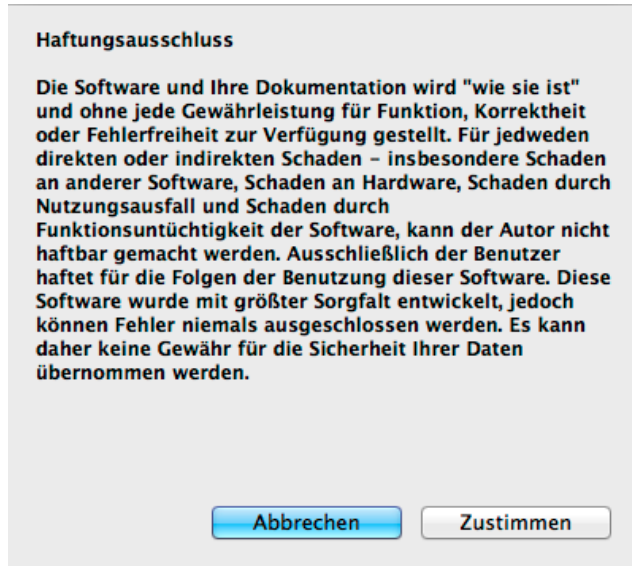 Haftungsausschluss
Die Software und Ihre Dokumentation wird "wie sie ist"
und ohne jede Gewährleistung für Funktion, Korrektheit
oder Fehlerfreiheit zur Verfügung gestellt. Für jedweden
direkten oder indirekten Schaden – insbesondere Schaden
an anderer Software, Schaden an Hardware, Schaden durch
Nutzungsausfall und Schaden durch
Funktionsuntüchtigkeit der Software, kann der Autor nicht
haftbar gemacht werden. Ausschließlich der Benutzer
haftet für die Folgen der Benutzung dieser Software. Diese
Software wurde mit größter Sorgfalt entwickelt, jedoch
können Fehler niemals ausgeschlossen werden. Es kann
daher keine Gewähr für die Sicherheit Ihrer Daten
übernommen werden.
Abbrechen Zustimmen